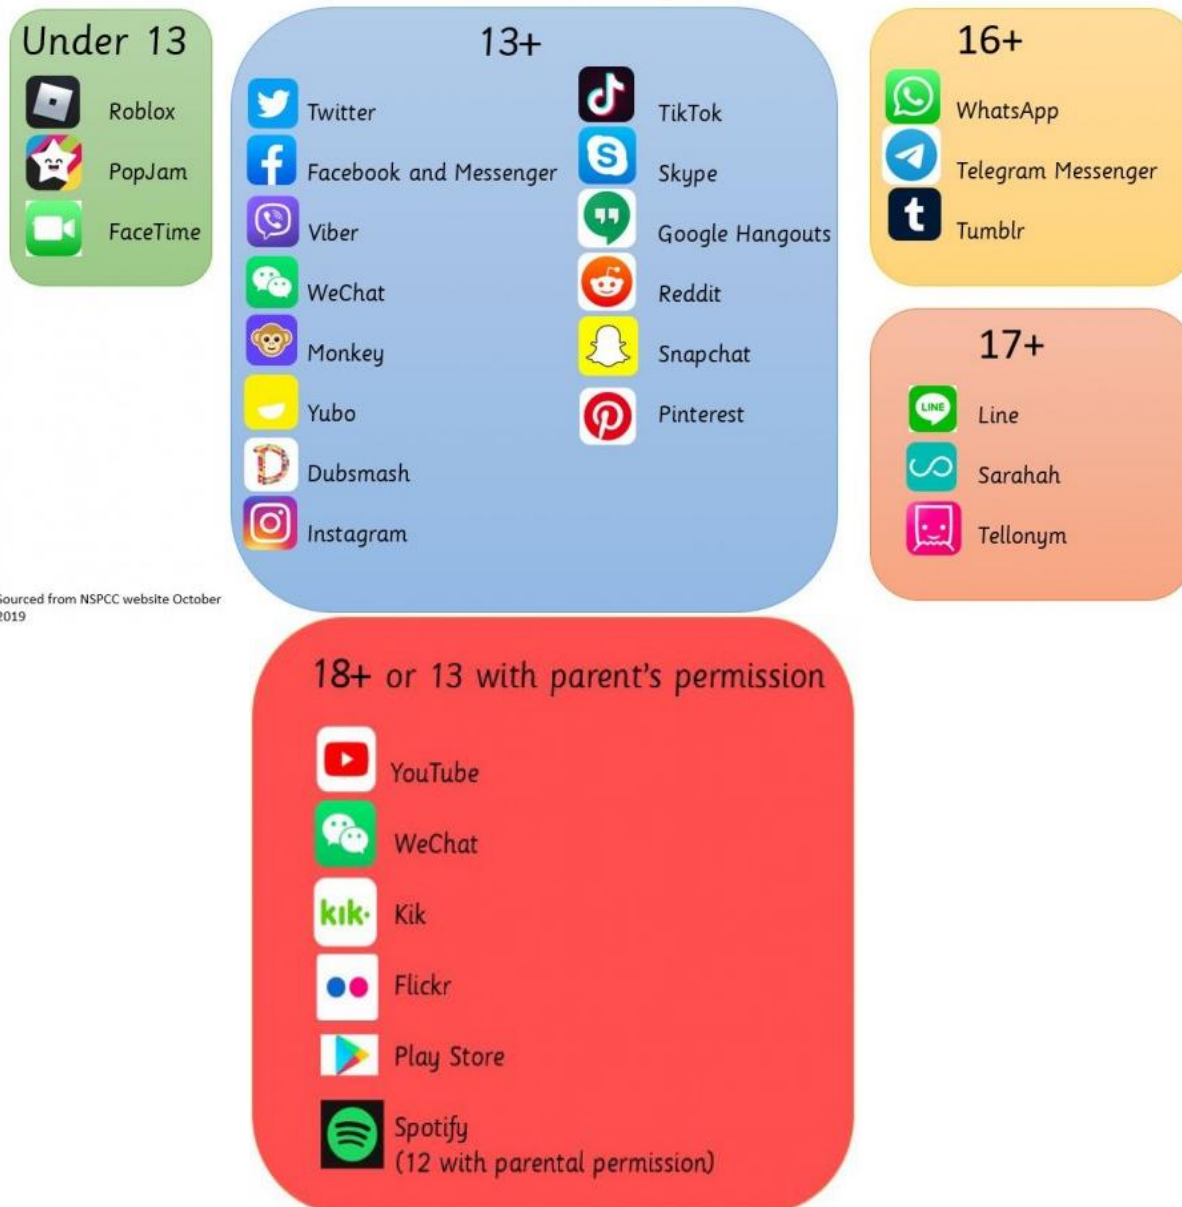 Under 13
Roblox
PopJam
FaceTime
13+
Twitter
Facebook and Messenger
Viber
WeChat
Monkey
Yubo
Dubsmash
Instagram
TikTok
Skype
Google Hangouts
Reddit
Snapchat
Pinterest
16+
WhatsApp
Telegram Messenger
t
Tumblr
17+
LINE
Line
Sarahah
Tellonym
Sourced from NSPCC website October
2019
18+ or 13 with parent's permission
YouTube
WeChat
kik.
Kik
Flickr
Play Store
Spotify
(12 with parental permission)